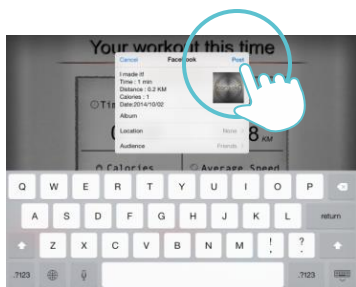 Your workout this time
Cancel Facebook Post
I made it!
Time : 1 min
Distance : 0.2 KM
Calories : 1
Date:2014/10/02
Album
Location None >
Audience Friends >
8 KM
Calories Average Speed
Q W E R T Y U I O P
A S D F G H J K L return
Z X C V B N M ! , ? .
.?123 .?123